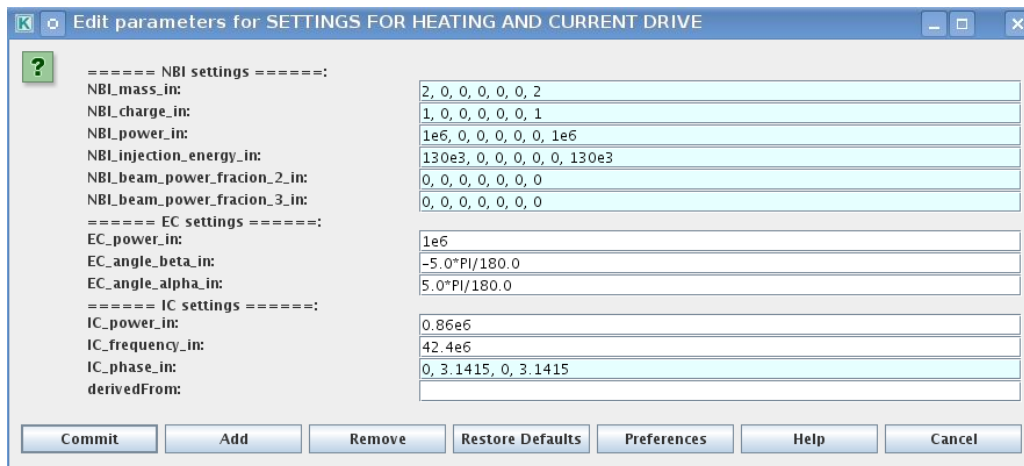 K Edit parameters for SETTINGS FOR HEATING AND CURRENT DRIVE
?
====== NBI settings ======:
NBI_mass_in: 2, 0, 0, 0, 0, 0, 2
NBI_charge_in: 1, 0, 0, 0, 0, 0, 1
NBI_power_in: 1e6, 0, 0, 0, 0, 0, 1e6
NBI_injection_energy_in: 130e3, 0, 0, 0, 0, 0, 130e3
NBI_beam_power_fracion_2_in: 0, 0, 0, 0, 0, 0, 0
NBI_beam_power_fracion_3_in: 0, 0, 0, 0, 0, 0, 0
====== EC settings ======:
EC_power_in: 1e6
EC_angle_beta_in: -5.0*PI/180.0
EC_angle_alpha_in: 5.0*PI/180.0
====== IC settings ======:
IC_power_in: 0.86e6
IC_frequency_in: 42.4e6
IC_phase_in: 0, 3.1415, 0, 3.1415
derivedFrom:
Commit Add Remove Restore Defaults Preferences Help Cancel